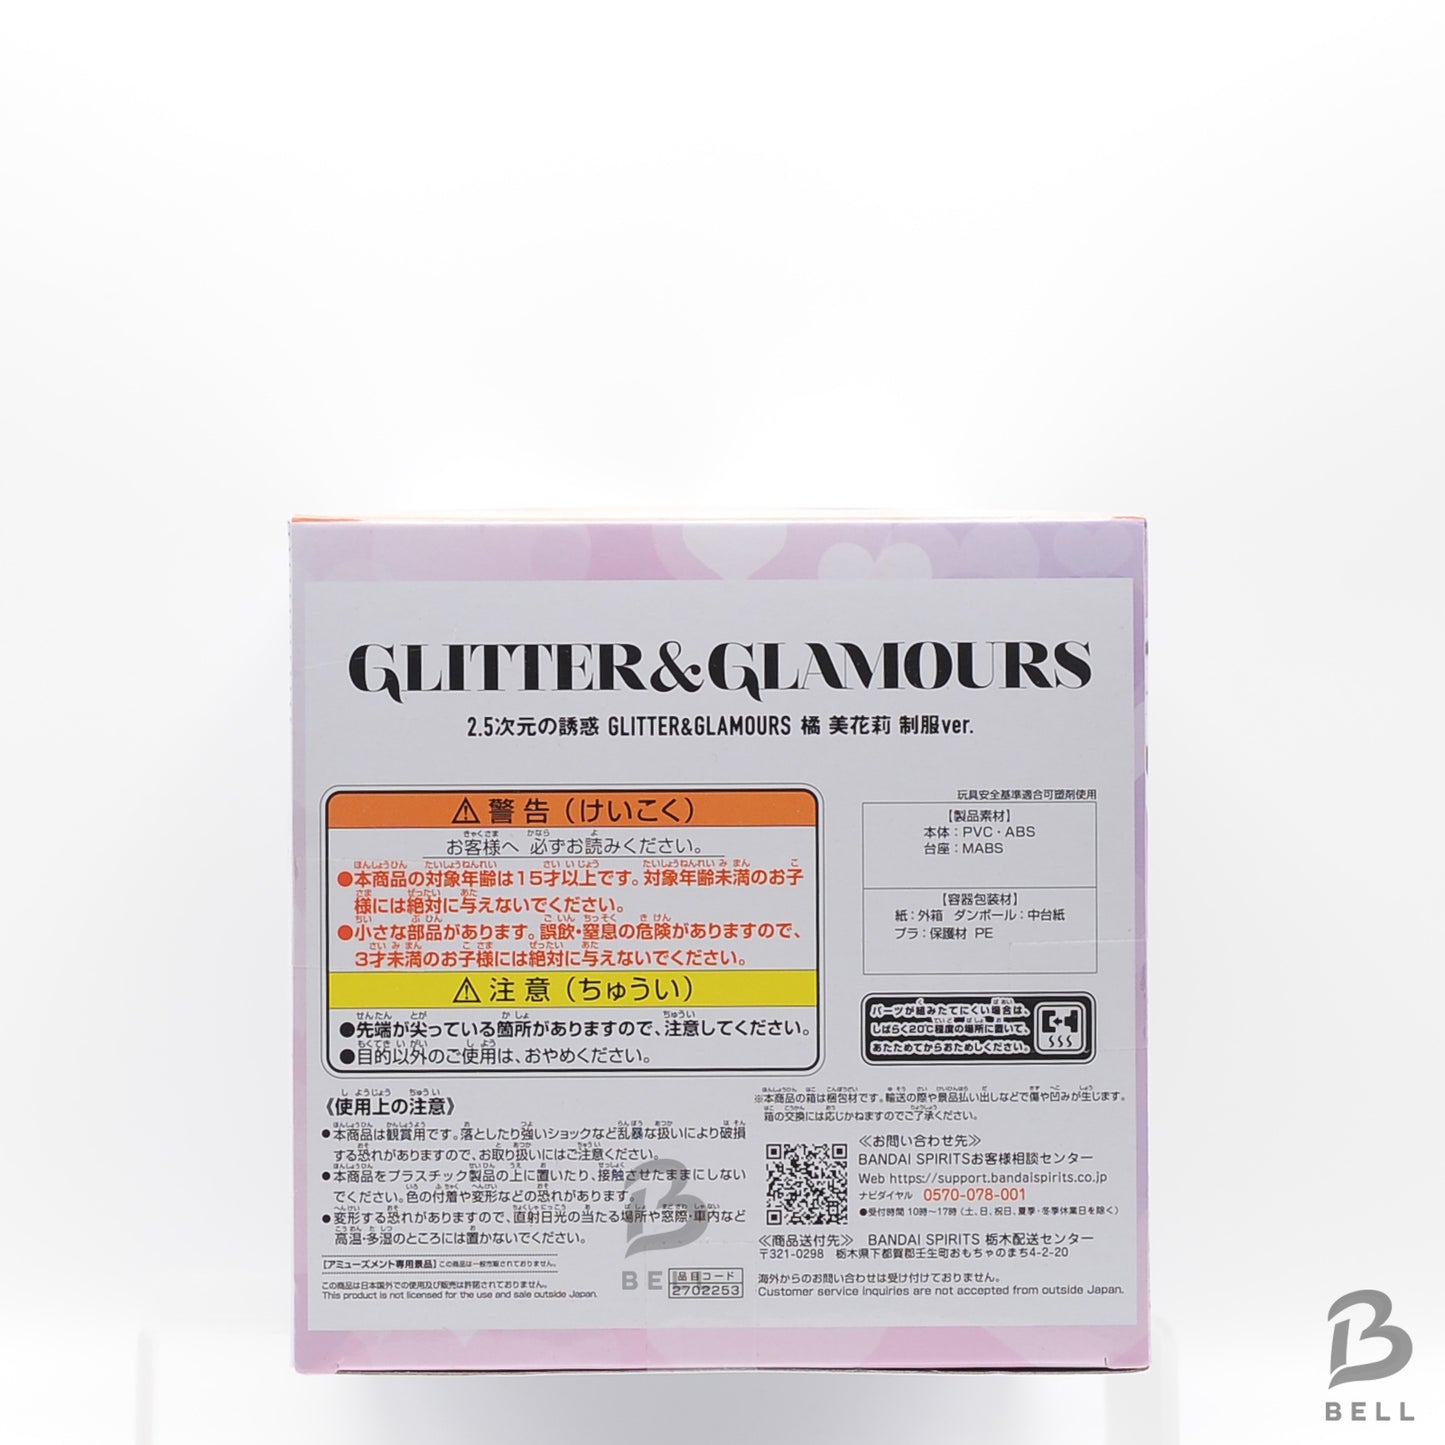 GLITTER&GLAMOURS
2.5次元の誘惑 GLITTER&GLAMOURS 橘 美花莉 制服ver.
⚠警告（けいこく）
お客様へ 必ずお読みください。
●本商品の対象年齢は15才以上です。対象年齢未満のお子
様には絶対に与えないでください。
●小さな部品があります。誤飲・窒息の危険がありますので、
3才未満のお子様には絶対に与えないでください。
⚠注意（ちゅうい）
●先端が尖っている箇所がありますので、注意してください。
●目的以外のご使用は、おやめください。
玩具安全基準適合可塑剤使用
【製品素材】
本体：PVC・ABS
台座：MABS
【容器包装材】
紙：外箱 ダンボール：中台紙
プラ：保護材 PE
パーツが組みたてにくい場合は、
しばらく20℃程度の場所に置いて、
あたためてからおためしください。
《使用上の注意》
●本商品は観賞用です。落としたり強いショックなど乱暴な扱いにより破損
する恐れがありますので、お取り扱いにはご注意ください。
●本商品をプラスチック製品の上に置いたり、接触させたままにしない
でください。色の付着や変形などの恐れがあります。
●変形する恐れがありますので、直射日光の当たる場所や窓際・車内など
高温・多湿のところには置かないでください。
【アミューズメント専用景品】この商品は一般市販されておりません。
この商品は日本国外での使用及び販売は許諾されておりません。
This product is not licensed for the use and sale outside Japan.
品目コード
2702253
※本商品の箱は梱包材です。輸送の際や景品払い出しなどで傷や凹みが生じます。
箱の交換には応じかねますのでご了承ください。
≪お問い合わせ先≫
BANDAI SPIRITSお客様相談センター
Web https://support.bandaispirits.co.jp
ナビダイヤル 0570-078-001
●受付時間 10時〜17時（土、日、祝日、夏季・冬季休業日を除く）
≪商品送付先≫ BANDAI SPIRITS 栃木配送センター
〒321-0298 栃木県下都賀郡壬生町おもちゃのまち4-2-20
海外からのお問い合わせは受け付けておりません。
Customer service inquiries are not accepted from outside Japan.
BELL
BELL